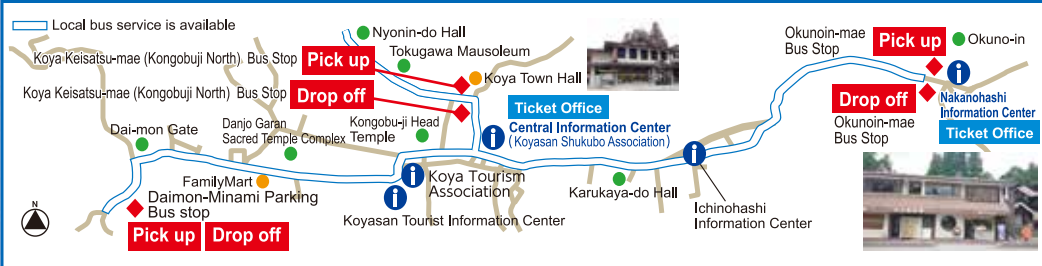 Local bus service is available
Nyonin-do Hall
Tokugawa Mausoleum
Koya Keisatsu-mae (Kongobuji North) Bus Stop
Pick up
Koya Town Hall
Koya Keisatsu-mae (Kongobuji North) Bus Stop
Drop off
Ticket Office
Central Information Center
(Koyasan Shukubo Association)
Okunoin-mae
Bus Stop
Pick up
Okuno-in
Drop off
Okunoin-mae
Bus Stop
Nakanohashi
Information Center
Ticket Office
Dai-mon Gate
Danjo Garan
Sacred Temple Complex
Kongobu-ji Head
Temple
FamilyMart
Daimon-Minami Parking
Bus stop
Pick up
Drop off
Koya Tourism
Association
Koyasan Tourist Information Center
Karukaya-do Hall
Ichinohashi
Information Center
N